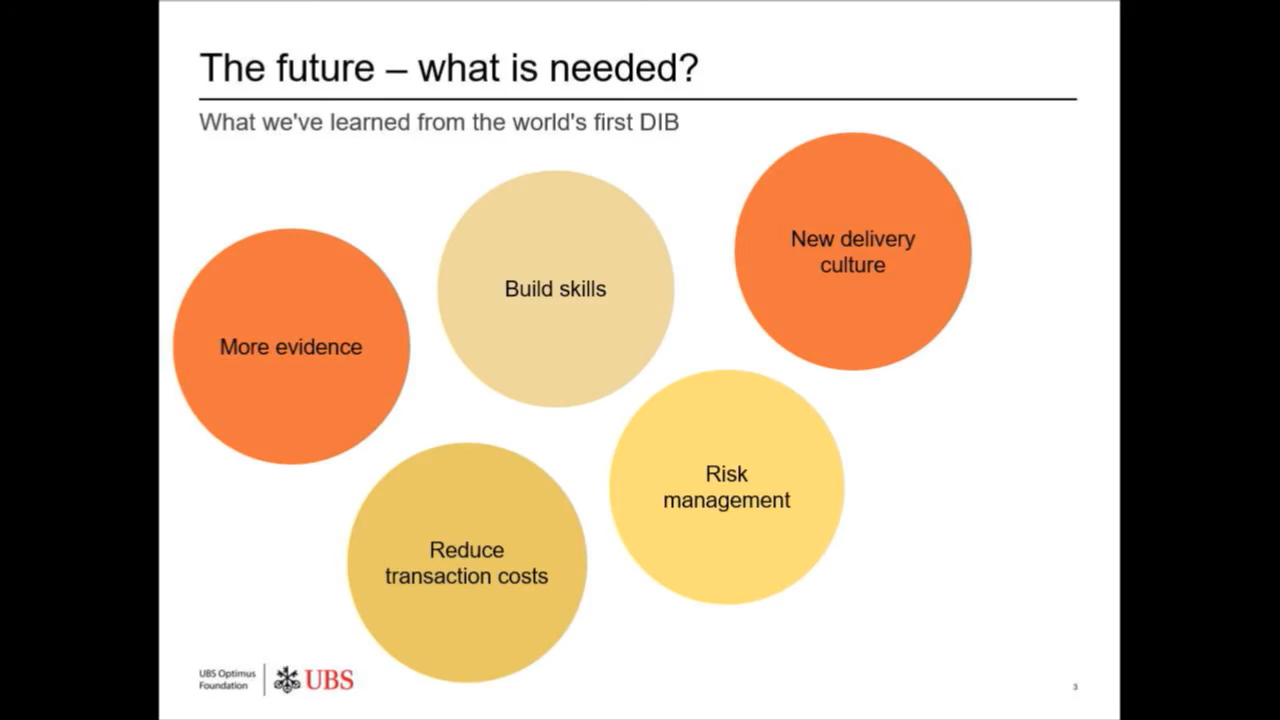 The future – what is needed?
What we've learned from the world's first DIB
New delivery
culture
Build skills
More evidence
Risk
management
Reduce
transaction costs
UBS Optimus
Foundation
UBS
3